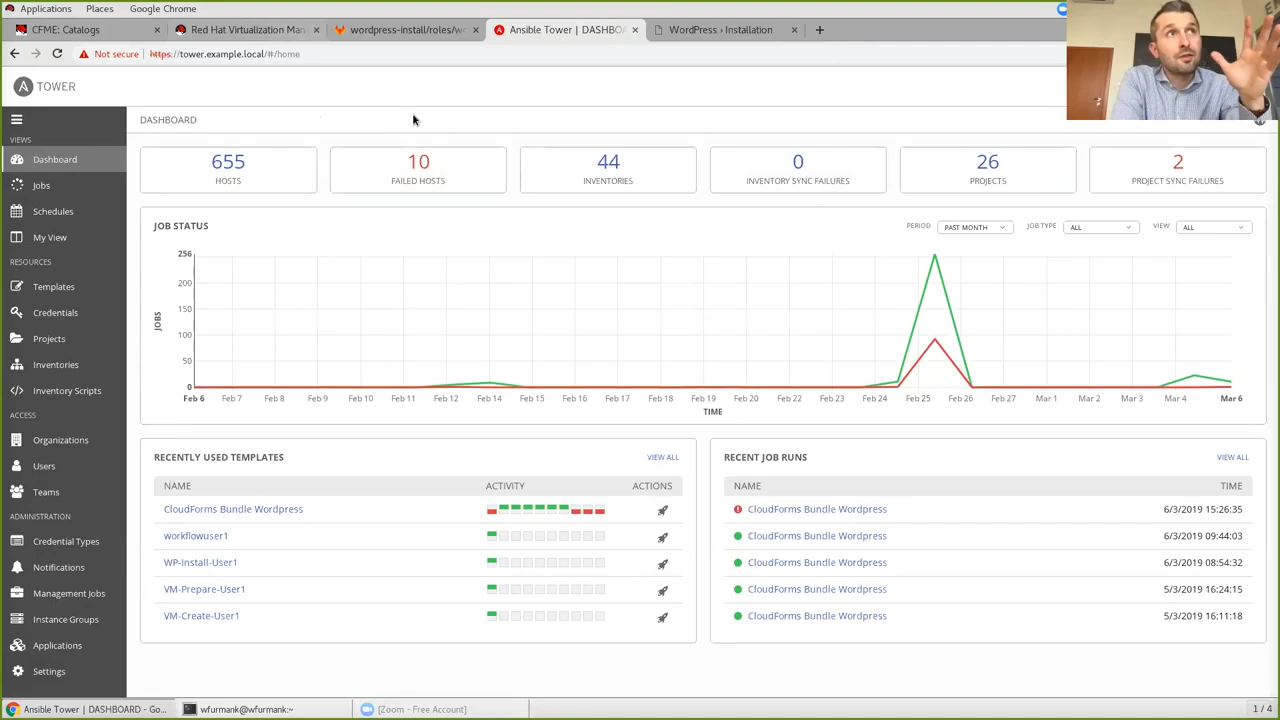 Applications Places Google Chrome
CFME: Catalogs × Red Hat Virtualization Man × wordpress-install/roles/wo × Ansible Tower | DASHBO × WordPress › Installation × +
Not secure https://tower.example.local/#/home
A TOWER
VIEWS
Dashboard
Jobs
Schedules
My View
RESOURCES
Templates
Credentials
Projects
Inventories
Inventory Scripts
ACCESS
Organizations
Users
Teams
ADMINISTRATION
Credential Types
Notifications
Management Jobs
Instance Groups
Applications
Settings
DASHBOARD
655 10 44 0 26 2
HOSTS FAILED HOSTS INVENTORIES INVENTORY SYNC FAILURES PROJECTS PROJECT SYNC FAILURES
JOB STATUS PERIOD PAST MONTH JOB TYPE ALL VIEW ALL
256
200
150
100
50
0
JOBS
Feb 6 Feb 7 Feb 8 Feb 9 Feb 10 Feb 11 Feb 12 Feb 14 Feb 15 Feb 16 Feb 17 Feb 18 Feb 19 Feb 20 Feb 22 Feb 23 Feb 24 Feb 25 Feb 26 Feb 27 Mar 1 Mar 2 Mar 3 Mar 4 Mar 6
TIME
RECENTLY USED TEMPLATES VIEW ALL
NAME ACTIVITY ACTIONS
CloudForms Bundle Wordpress
workflowuser1
WP-Install-User1
VM-Prepare-User1
VM-Create-User1
RECENT JOB RUNS VIEW ALL
NAME TIME
CloudForms Bundle Wordpress 6/3/2019 15:26:35
CloudForms Bundle Wordpress 6/3/2019 09:44:03
CloudForms Bundle Wordpress 6/3/2019 08:54:32
CloudForms Bundle Wordpress 5/3/2019 16:24:15
CloudForms Bundle Wordpress 5/3/2019 16:11:18
Ansible Tower | DASHBOARD - Go... wfurmank@wfurmank:~ [Zoom - Free Account] 1 / 4